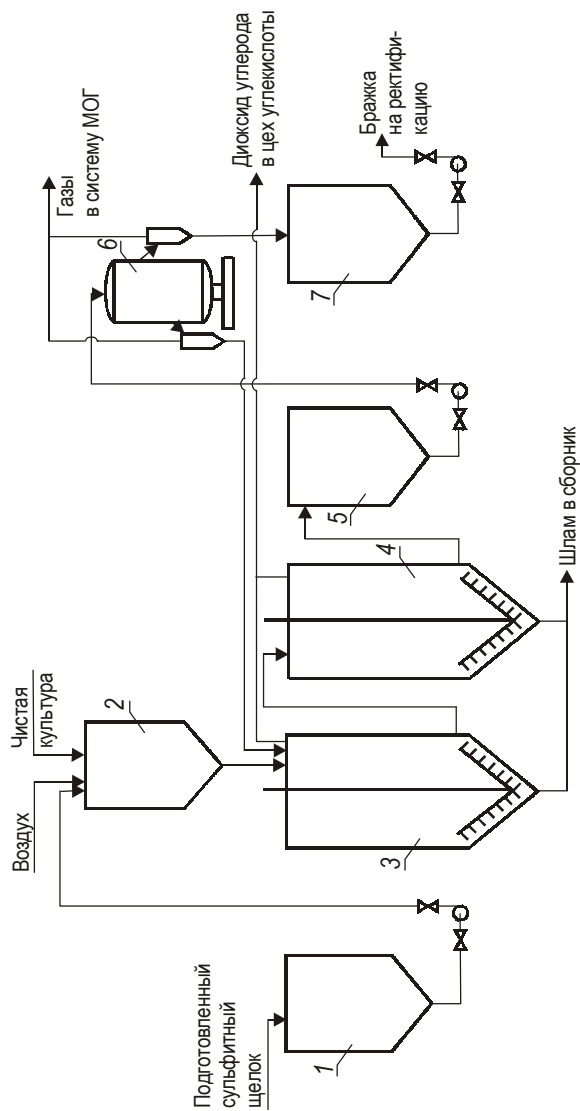 Подготовленный
сульфитный
щелок
1
Воздух
Чистая
культура
2
3
4
5
6
7
Газы
в систему МОГ
Диоксид углерода
в цех углекислоты
Бражка
на ректифи-
кацию
Шлам в сборник